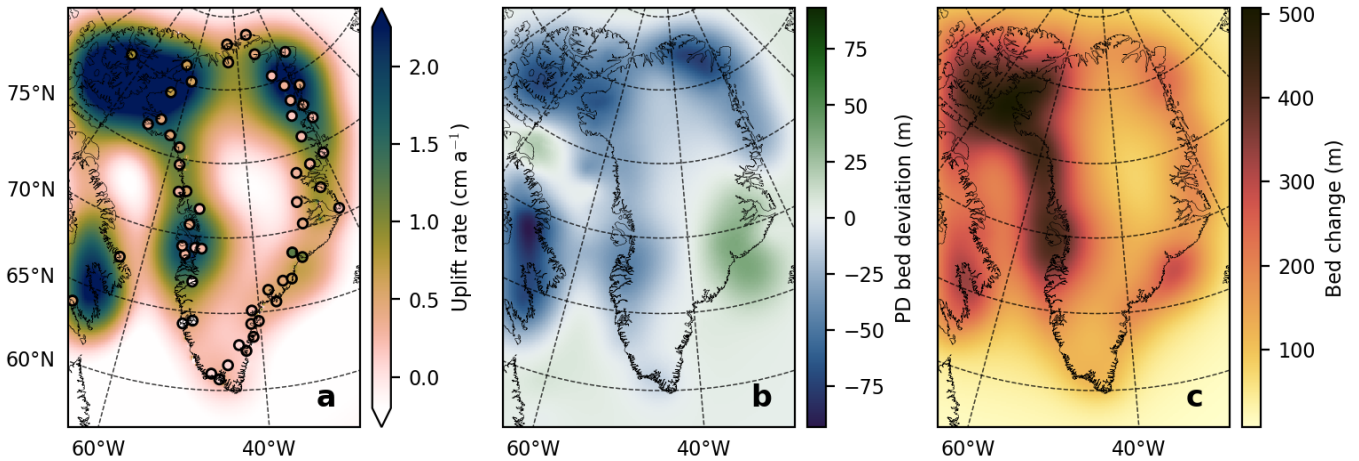 75°N
70°N
65°N
60°N
60°W
40°W
a
2.0
1.5
1.0
0.5
0.0
Uplift rate (cm a⁻¹)
60°W
40°W
b
75
50
25
0
−25
−50
−75
PD bed deviation (m)
60°W
40°W
c
500
400
300
200
100
Bed change (m)